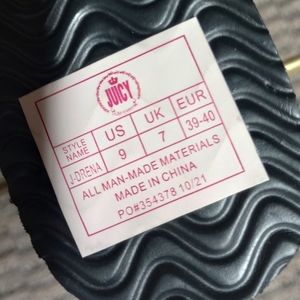 JUICY
STYLE NAME US UK EUR
J-DRENA 9 7 39-40
ALL MAN-MADE MATERIALS
MADE IN CHINA
PO#354378 10/21